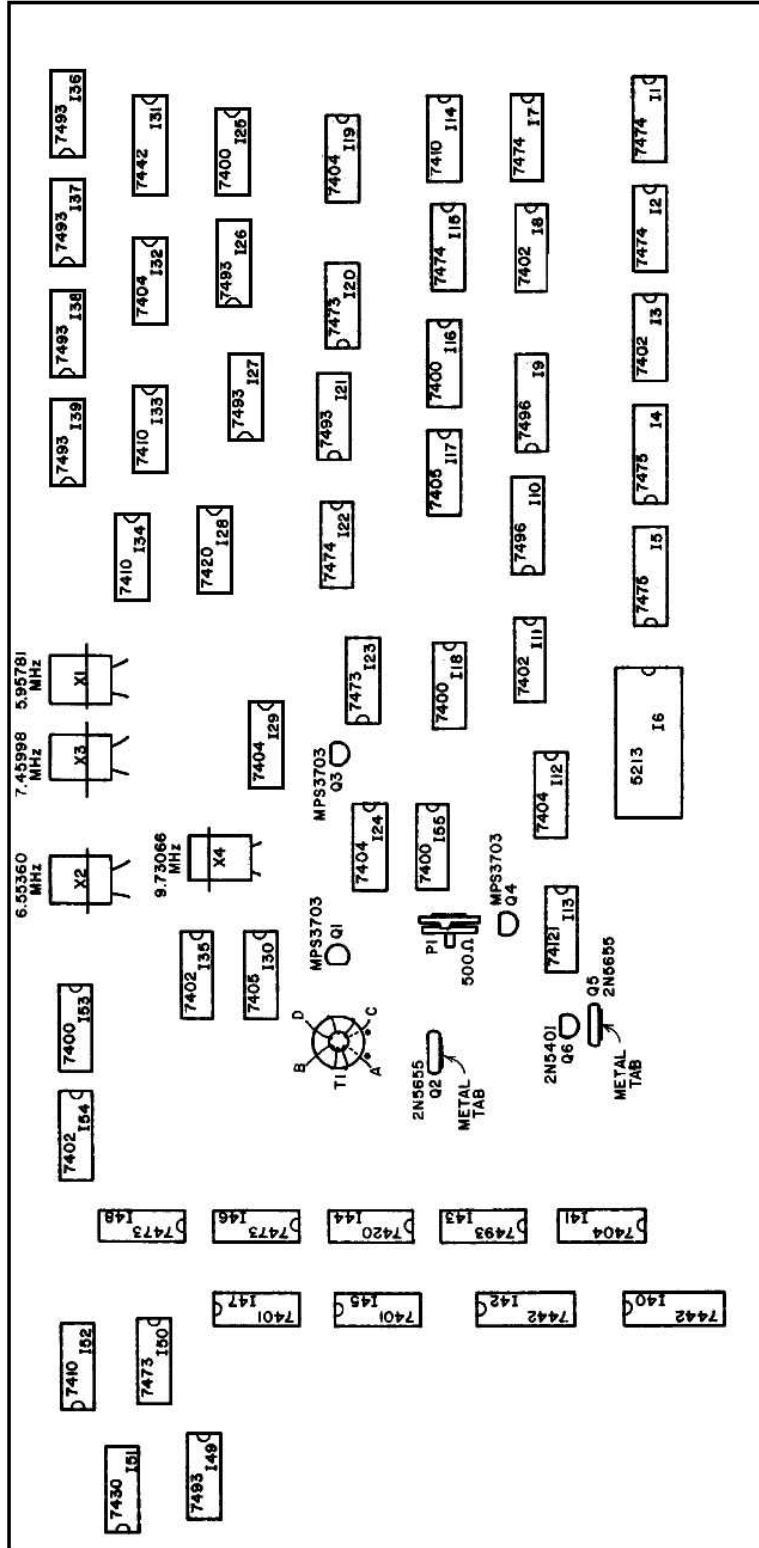 7493 I36
7493 I37
7493 I38
7493 I39
7442 I31
7404 I32
7410 I33
7410 I34
7400 I25
7493 I26
7493 I27
7420 I28
7404 I19
7473 I20
7493 I21
7474 I22
7410 I14
7474 I15
7400 I16
7405 I17
7474 I7
7402 I8
7496 I9
7496 I10
7474 I1
7474 I2
7402 I3
7475 I4
7475 I5
5.95781
MHz
X1
7.45998
MHz
X3
6.55360
MHz
X2
9.73066
MHz
X4
7404 I29
7473 I23
MPS3703
Q3
7400 I18
7402 I11
5213 I6
7404 I24
7400 I55
7404 I12
MPS3703
Q4
74121 I13
MPS3703
Q1
P1
500Ω
7402 I35
7405 I30
7400 I53
7402 I54
B
D
T1
A
C
2N5655
Q2
METAL
TAB
2N5401
Q6
Q5
2N5655
METAL
TAB
I48 7473
I46 7473
I44 7420
I43 7493
I41 7404
I47 7401
I45 7401
I42 7442
I40 7442
7410 I52
7473 I50
7430 I51
7493 I49